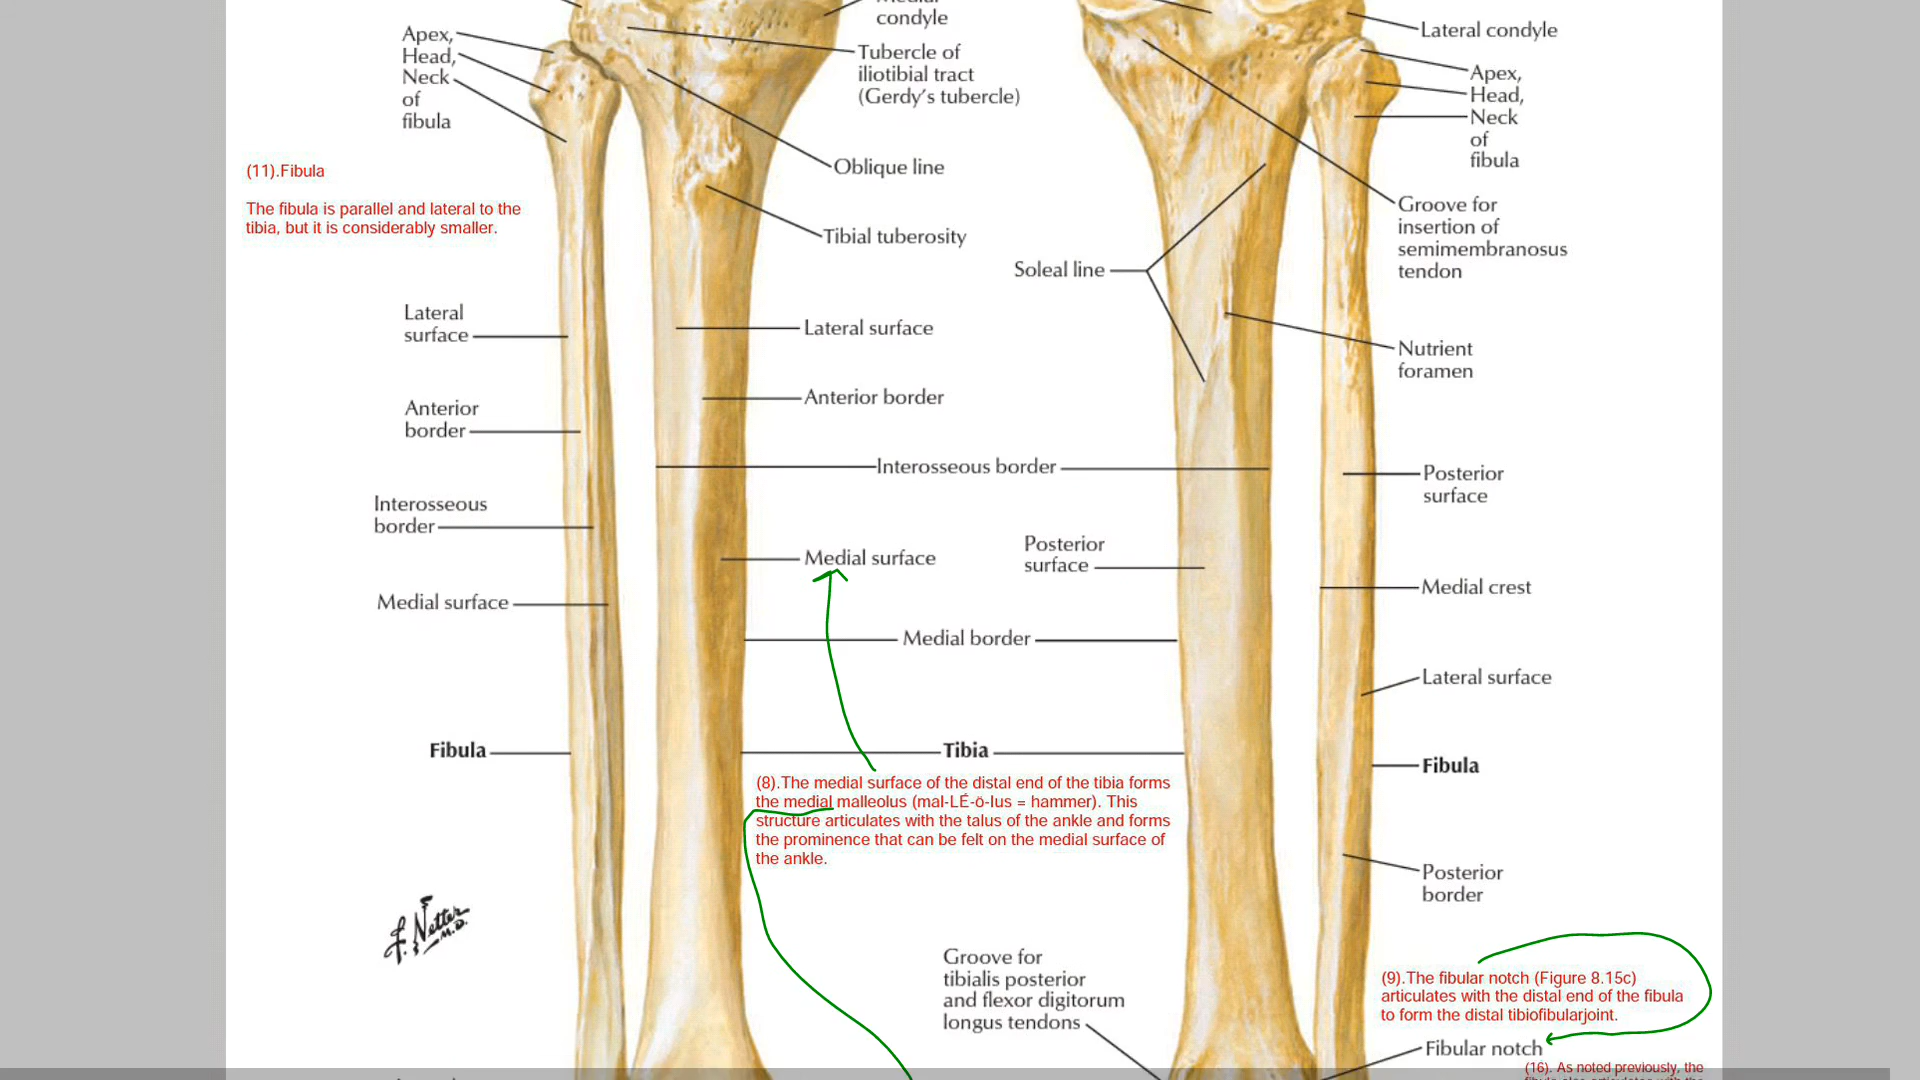 Medial
condyle
Apex,
Head,
Neck
of
fibula
Tubercle of
iliotibial tract
(Gerdy's tubercle)
Lateral condyle
Apex,
Head,
Neck
of
fibula
(11).Fibula
The fibula is parallel and lateral to the
tibia, but it is considerably smaller.
Oblique line
Tibial tuberosity
Groove for
insertion of
semimembranosus
tendon
Soleal line
Lateral
surface
Lateral surface
Nutrient
foramen
Anterior
border
Anterior border
Interosseous border
Posterior
surface
Interosseous
border
Medial surface
Posterior
surface
Medial crest
Medial surface
Medial border
Lateral surface
Fibula
Tibia
Fibula
(8).The medial surface of the distal end of the tibia forms
the medial malleolus (mal-LÉ-ö-lus = hammer). This
structure articulates with the talus of the ankle and forms
the prominence that can be felt on the medial surface of
the ankle.
Posterior
border
F. Netter
M.D.
Groove for
tibialis posterior
and flexor digitorum
longus tendons
(9).The fibular notch (Figure 8.15c)
articulates with the distal end of the fibula
to form the distal tibiofibularjoint.
Fibular notch
(16). As noted previously, the